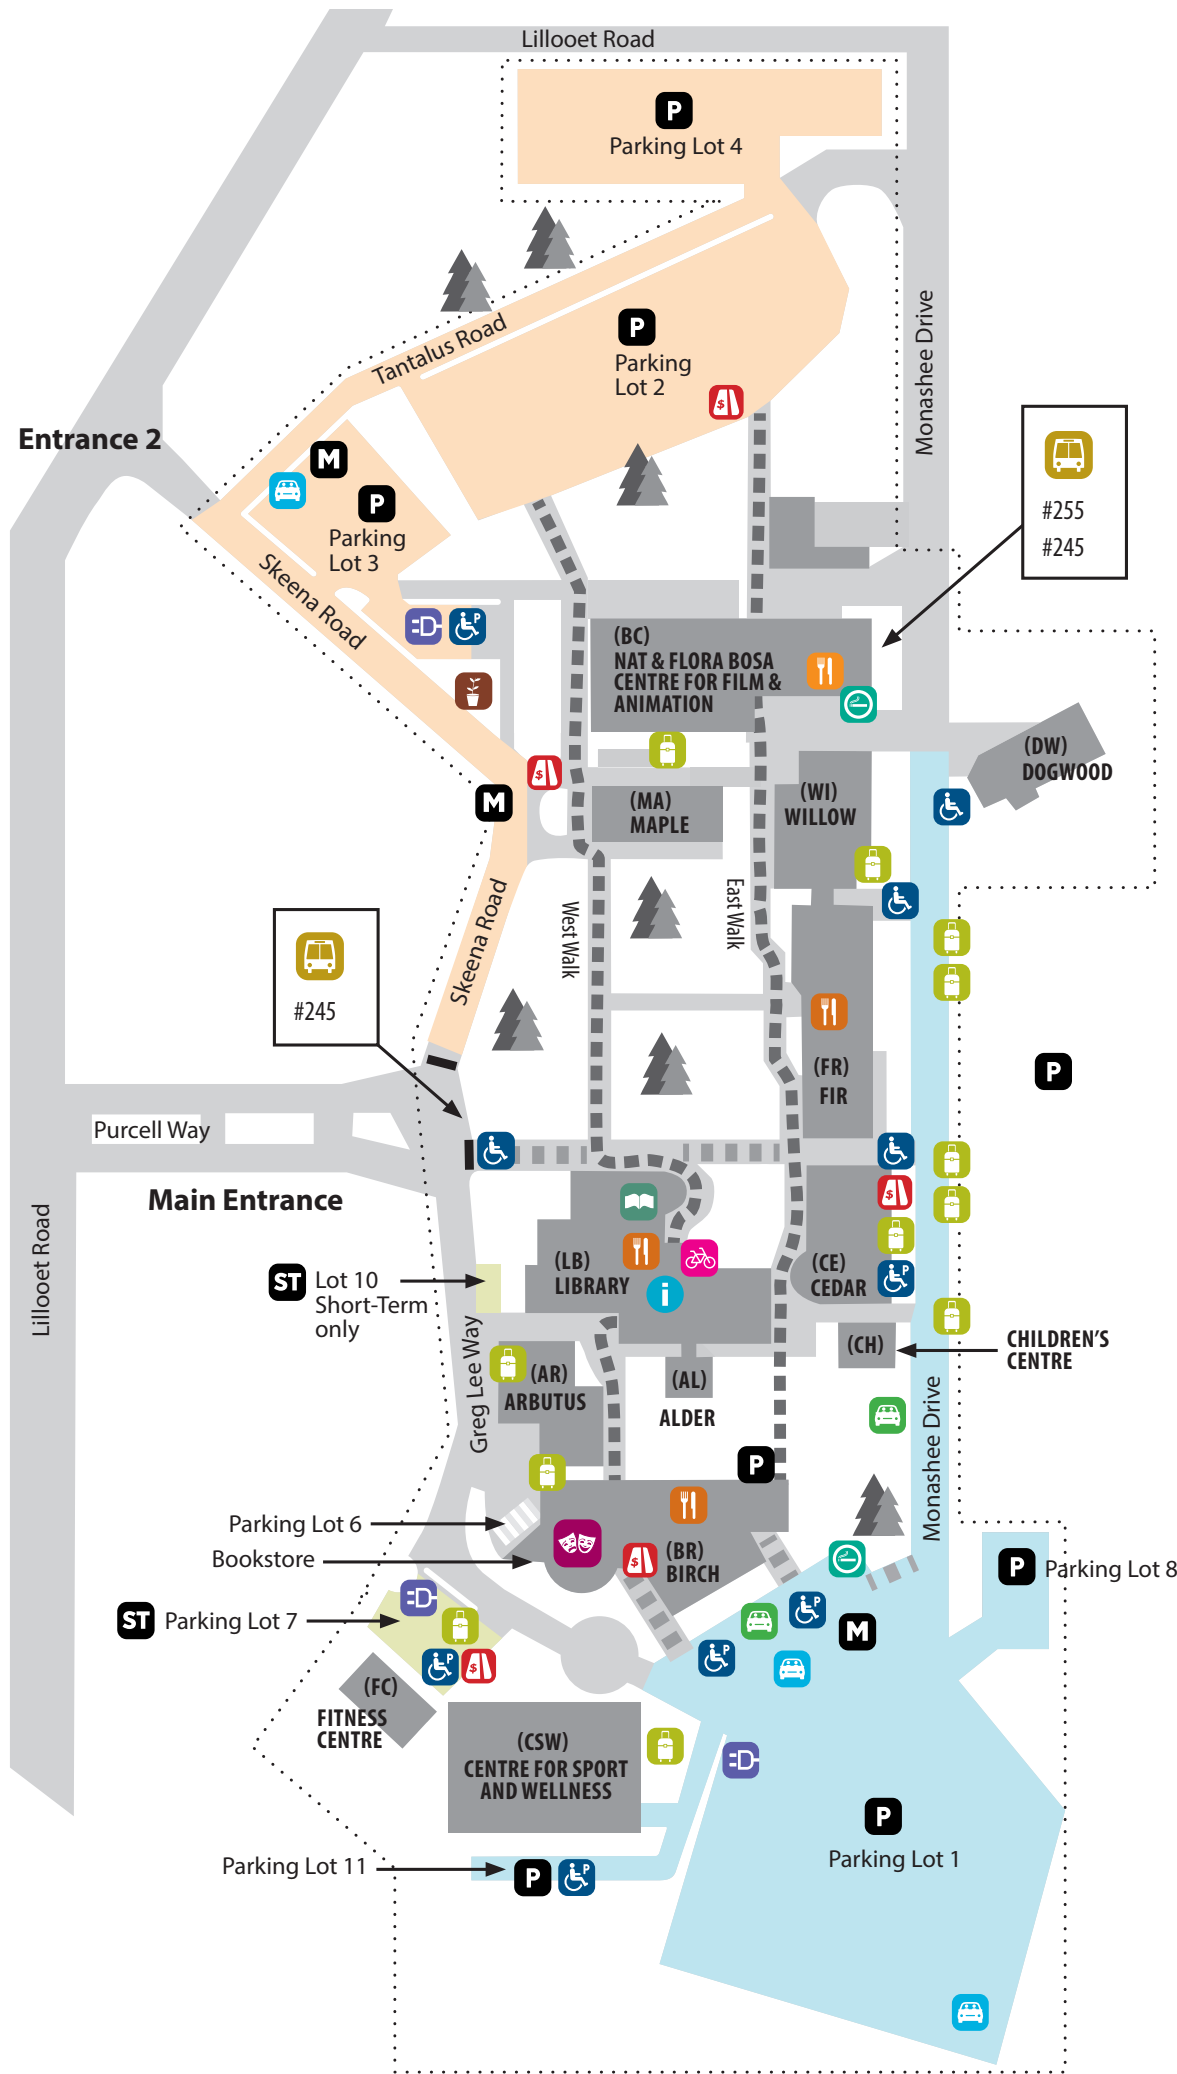 Lillooet Road
P
Parking Lot 4
P
Parking
Lot 2
Tantalus Road
$
Monashee Drive
Entrance 2
M
P
Parking
Lot 3
#255
#245
Skeena Road
P
(BC)
NAT & FLORA BOSA
CENTRE FOR FILM &
ANIMATION
(DW)
DOGWOOD
$
M
(MA)
MAPLE
(WI)
WILLOW
Skeena Road
West Walk
East Walk
#245
(FR)
FIR
P
Purcell Way
Main Entrance
Lillooet Road
$
(LB)
LIBRARY
i
(CE)
CEDAR
P
ST
Lot 10
Short-Term
only
Greg Lee Way
(CH)
CHILDREN'S
CENTRE
(AR)
ARBUTUS
(AL)
ALDER
Monashee Drive
P
Parking Lot 6
Bookstore
$
(BR)
BIRCH
P
Parking Lot 8
ST
Parking Lot 7
P
$
P
P
M
(FC)
FITNESS
CENTRE
(CSW)
CENTRE FOR SPORT
AND WELLNESS
P
Parking Lot 1
Parking Lot 11
P
P